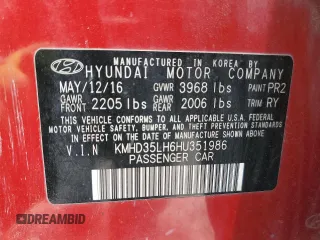 MANUFACTURED IN KOREA BY
HYUNDAI MOTOR COMPANY
MAY/12/16 GVWR 3968 lbs PAINT PR2
GAWR FRONT 2205 lbs GAWR REAR 2006 lbs TRIM RY
THIS VEHICLE CONFORMS TO ALL APPLICABLE
FEDERAL MOTOR VEHICLE SAFETY, BUMPER,
AND THEFT PREVENTION STANDARDS IN EFFECT
ON THE DATE OF MANUFACTURE SHOWN ABOVE.
V.I.N KMHD35LH6HU351986
PASSENGER CAR
DREAMBID
dreambid.com